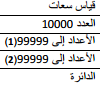 قياس سعات
العدد 10000
الأعداد إلى 99999(1)
الأعداد إلى 99999(2)
الدائرة